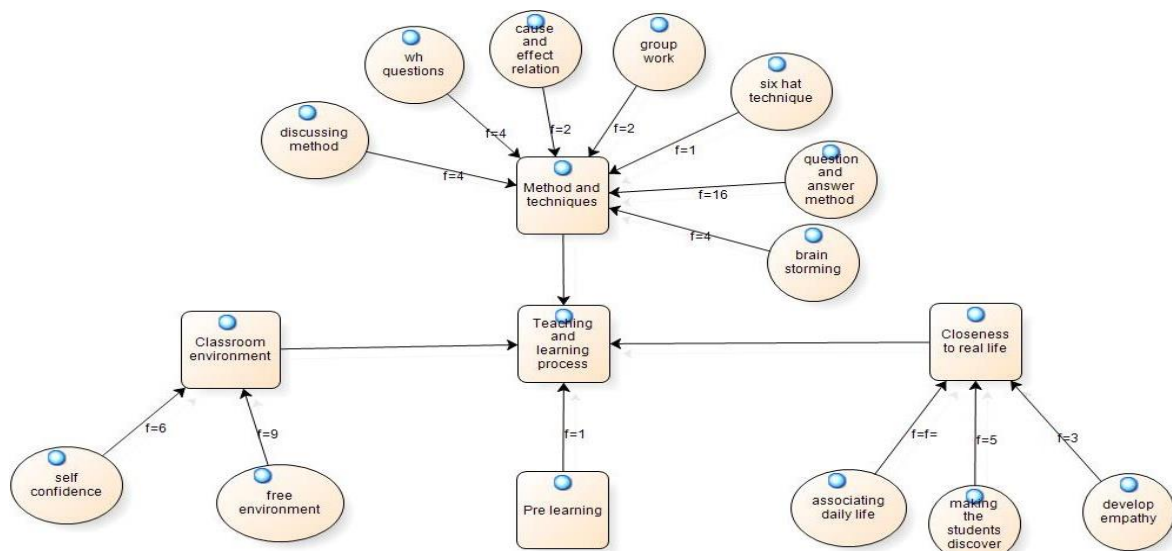 cause
and
effect
relation
group
work
wh
questions
six hat
technique
discussing
method
f=4
f=2
f=2
f=1
question
and
answer
method
f=4
Method and
techniques
f=16
f=4
brain
storming
Classroom
environment
Teaching
and
learning
process
Closeness
to real life
f=6
f=9
f=1
f=f=
f=5
f=3
self
confidence
free
environment
Pre learning
associating
daily life
making
the
students
discover
develop
empathy